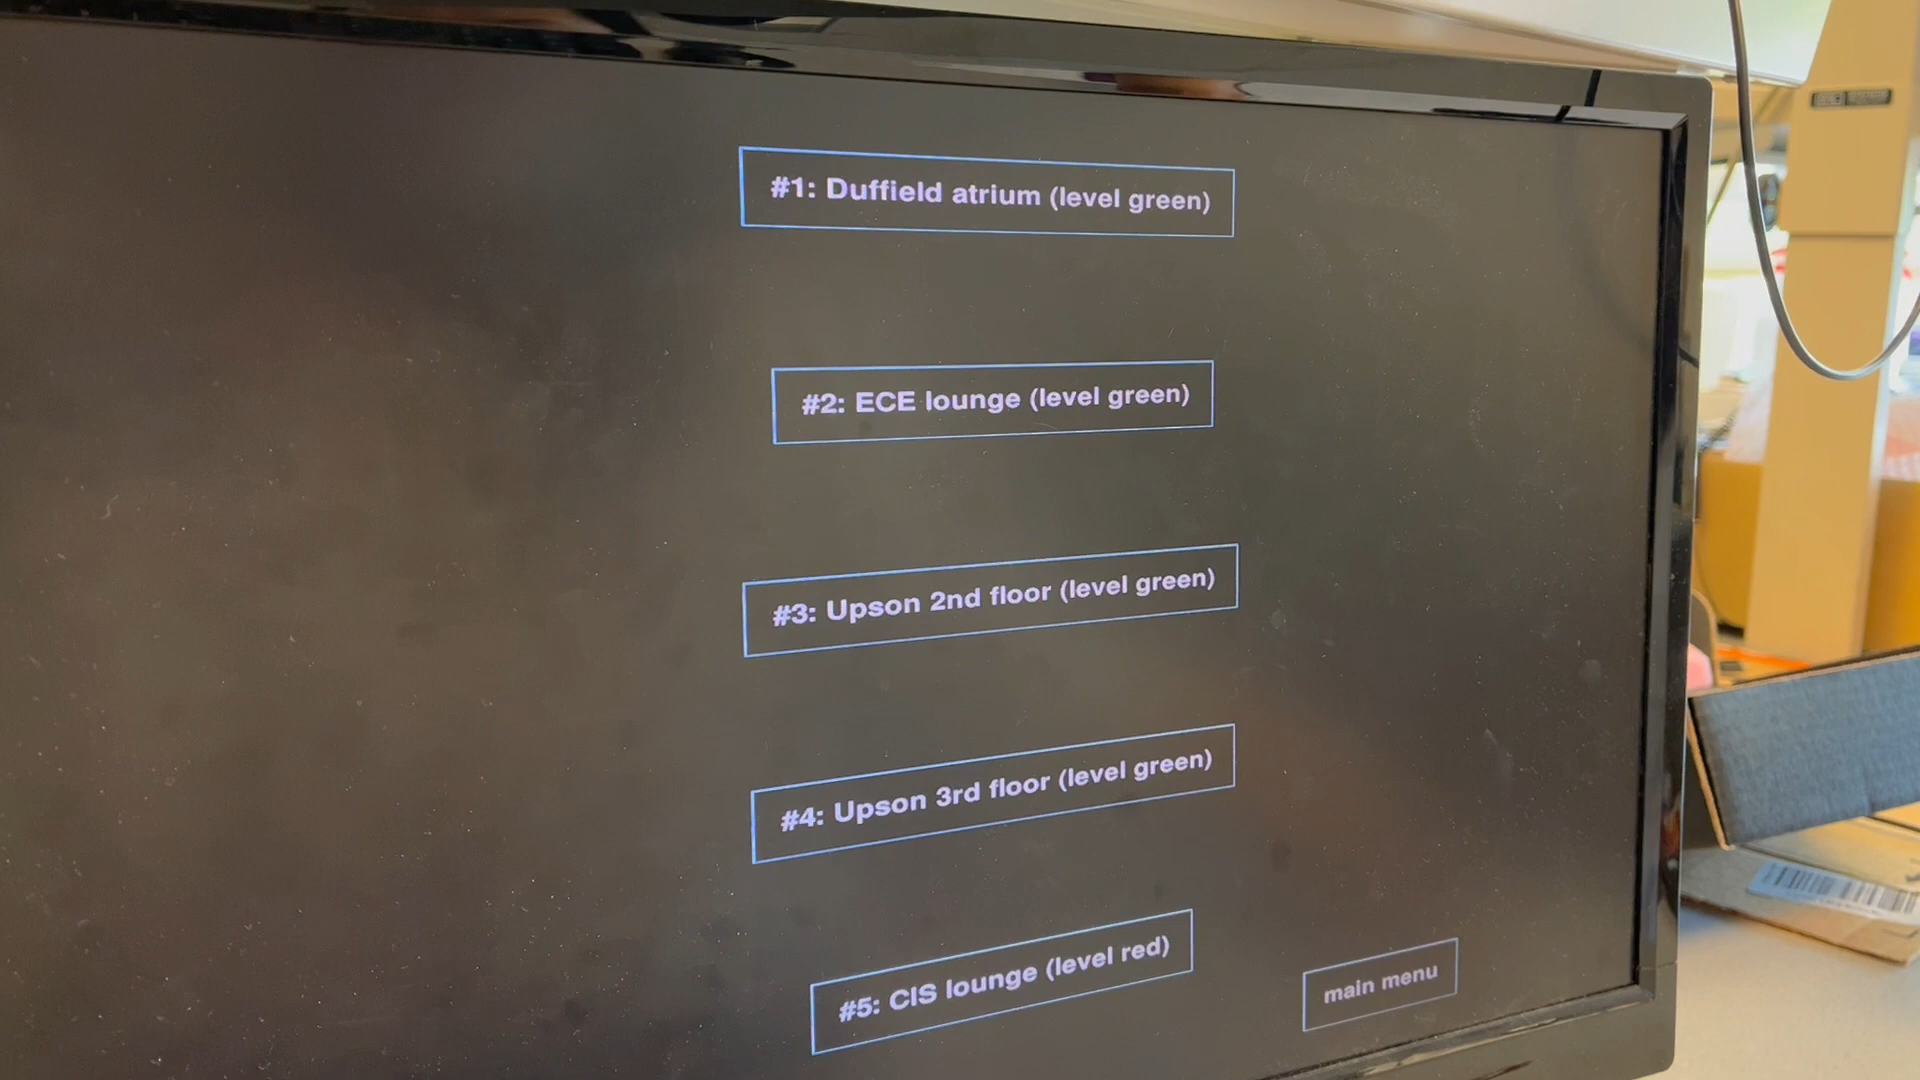 #1: Duffield atrium (level green)
#2: ECE lounge (level green)
#3: Upson 2nd floor (level green)
#4: Upson 3rd floor (level green)
#5: CIS lounge (level red)
main menu